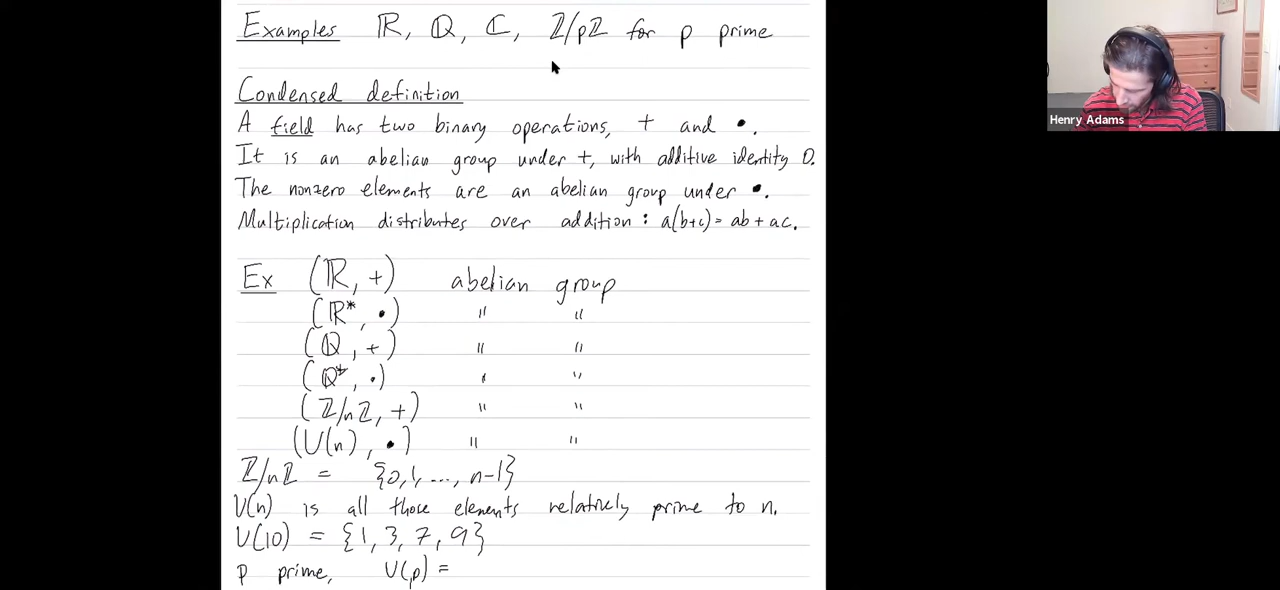 Examples ℝ, ℚ, ℂ, ℤ/pℤ for p prime
Condensed definition
A field has two binary operations, + and •.
It is an abelian group under +, with additive identity 0.
The nonzero elements are an abelian group under •.
Multiplication distributes over addition : a(b+c) = ab + ac.
Ex (ℝ, +) abelian group
(ℝ*, •) " "
(ℚ, +) " "
(ℚ*, •) " "
(ℤ/nℤ, +) " "
(U(n), •) " "
ℤ/nℤ = {0, 1, ..., n-1}
U(n) is all those elements relatively prime to n.
U(10) = {1, 3, 7, 9}
p prime, U(p) =
Henry Adams